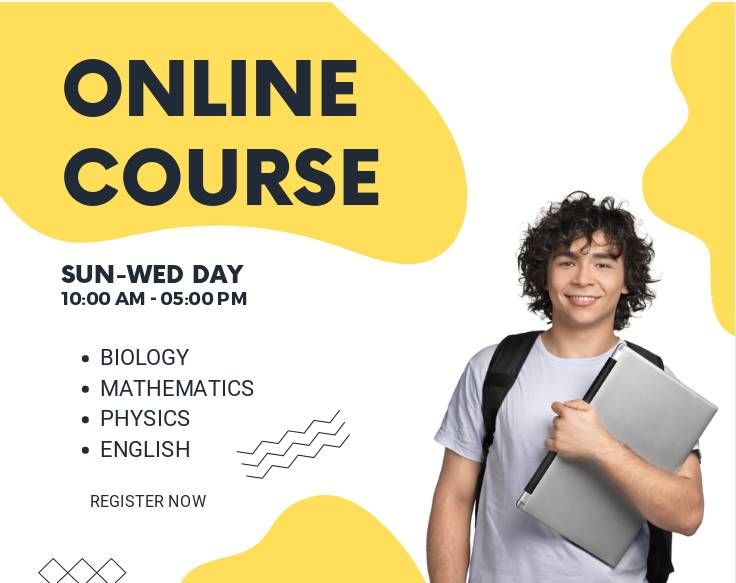 ONLINE
COURSE
SUN-WED DAY
10:00 AM - 05:00 PM
• BIOLOGY
• MATHEMATICS
• PHYSICS
• ENGLISH
REGISTER NOW